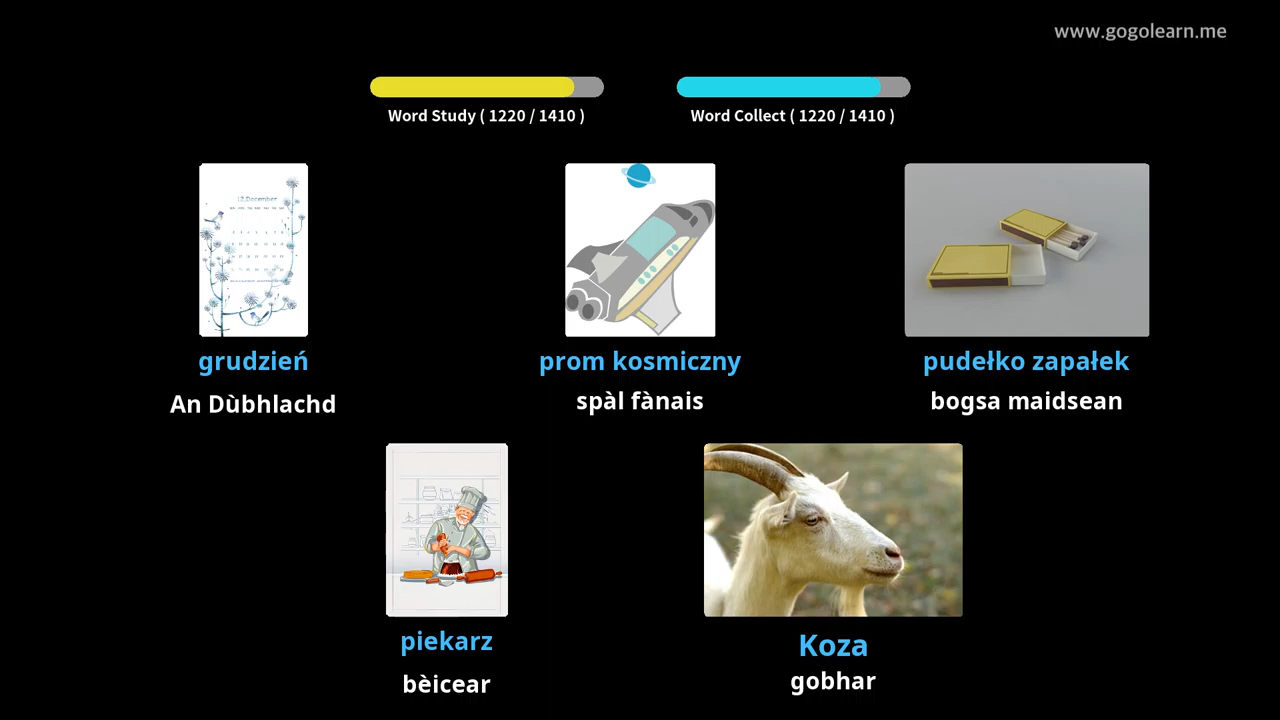 www.gogolearn.me
Word Study ( 1220 / 1410 )
Word Collect ( 1220 / 1410 )
December
grudzień
prom kosmiczny
pudełko zapałek
An Dùbhlachd
spàl fànais
bogsa maidsean
piekarz
Koza
bèicear
gobhar